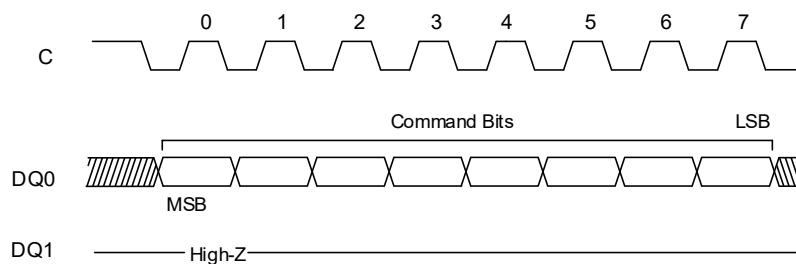 0 1 2 3 4 5 6 7
C
Command Bits LSB
DQ0
MSB
DQ1 High-Z